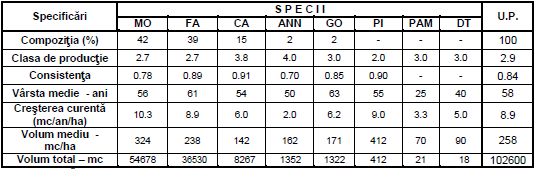 Specificări S P E C I I U.P.
MO FA CA ANN GO PI PAM DT
Compoziţia (%) 42 39 15 2 2 - - - 100
Clasa de producţie 2.7 2.7 3.8 4.0 3.0 2.0 3.0 3.0 2.9
Consistenţa 0.78 0.89 0.91 0.70 0.85 0.90 - - 0.84
Vârsta medie - ani 56 61 54 50 63 55 25 40 58
Creşterea curentă
(mc/an/ha) 10.3 8.9 6.0 2.0 6.2 9.0 3.3 5.0 8.9
Volum mediu -
mc/ha 324 238 142 162 171 412 70 90 258
Volum total – mc 54678 36530 8267 1352 1322 412 21 18 102600